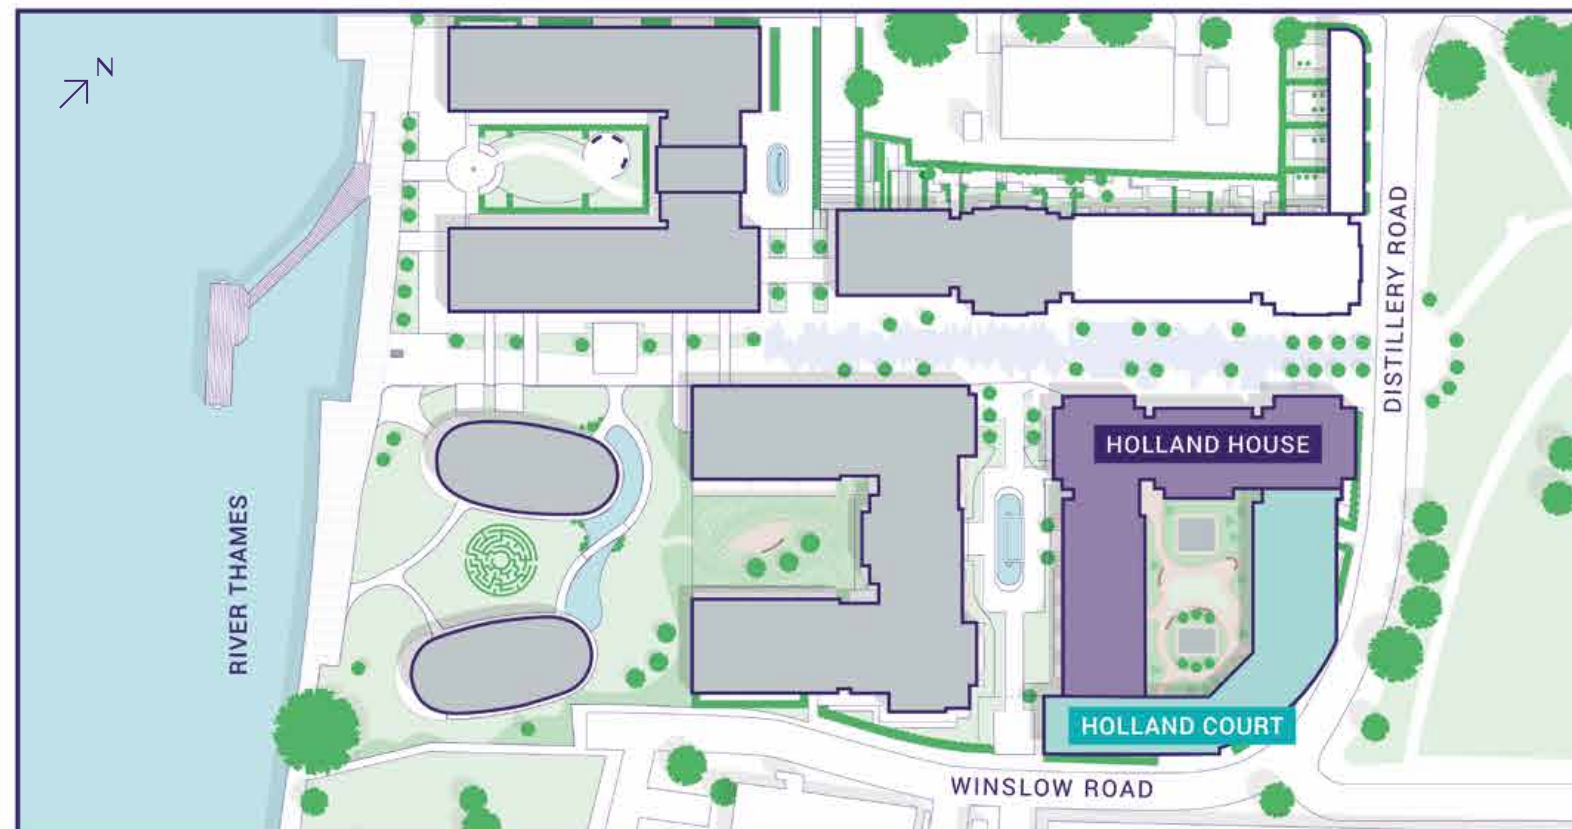 N
DISTILLERY ROAD
HOLLAND HOUSE
RIVER THAMES
HOLLAND COURT
WINSLOW ROAD